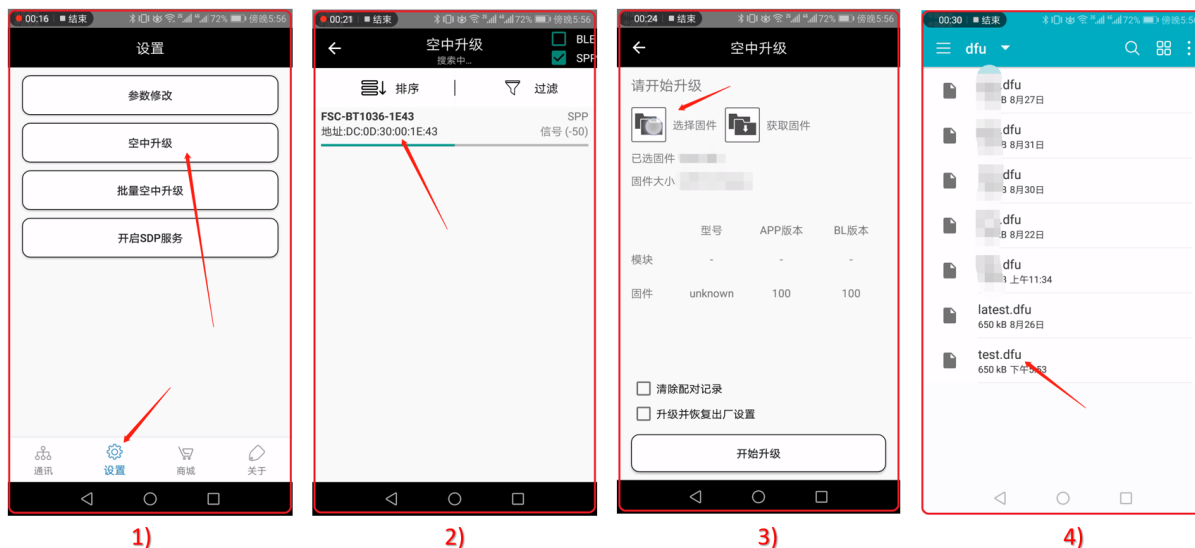 00:16 结束 72% 傍晚5:56
设置
参数修改
空中升级
批量空中升级
开启SDP服务
通讯 设置 商城 关于
1)
00:21 结束 72% 傍晚5:56
空中升级
搜索中...
BLE
SPP
排序 过滤
FSC-BT1036-1E43 SPP
地址:DC:0D:30:00:1E:43 信号 (-50)
2)
00:24 结束 72% 傍晚5:56
空中升级
请开始升级
选择固件 获取固件
已选固件
固件大小
型号 APP版本 BL版本
模块 - - -
固件 unknown 100 100
清除配对记录
升级并恢复出厂设置
开始升级
3)
00:30 结束 72% 傍晚5:56
dfu
.dfu
B 8月27日
.dfu
B 8月31日
dfu
B 8月30日
.dfu
B 8月22日
dfu
上午11:34
latest.dfu
650 kB 8月26日
test.dfu
650 kB 下午5:53
4)